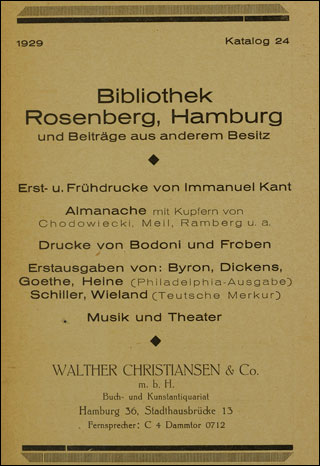 1929 Katalog 24
Bibliothek
Rosenberg, Hamburg
und Beiträge aus anderem Besitz
Erst- u. Frühdrucke von Immanuel Kant
Almanache mit Kupfern von
Chodowiecki, Meil, Ramberg u. a.
Drucke von Bodoni und Froben
Erstausgaben von: Byron, Dickens,
Goethe, Heine (Philadelphia-Ausgabe)
Schiller, Wieland (Teutsche Merkur)
Musik und Theater
WALTHER CHRISTIANSEN & Co.
m. b. H.
Buch- und Kunstantiquariat
Hamburg 36, Stadthausbrücke 13
Fernsprecher: C 4 Dammtor 0712